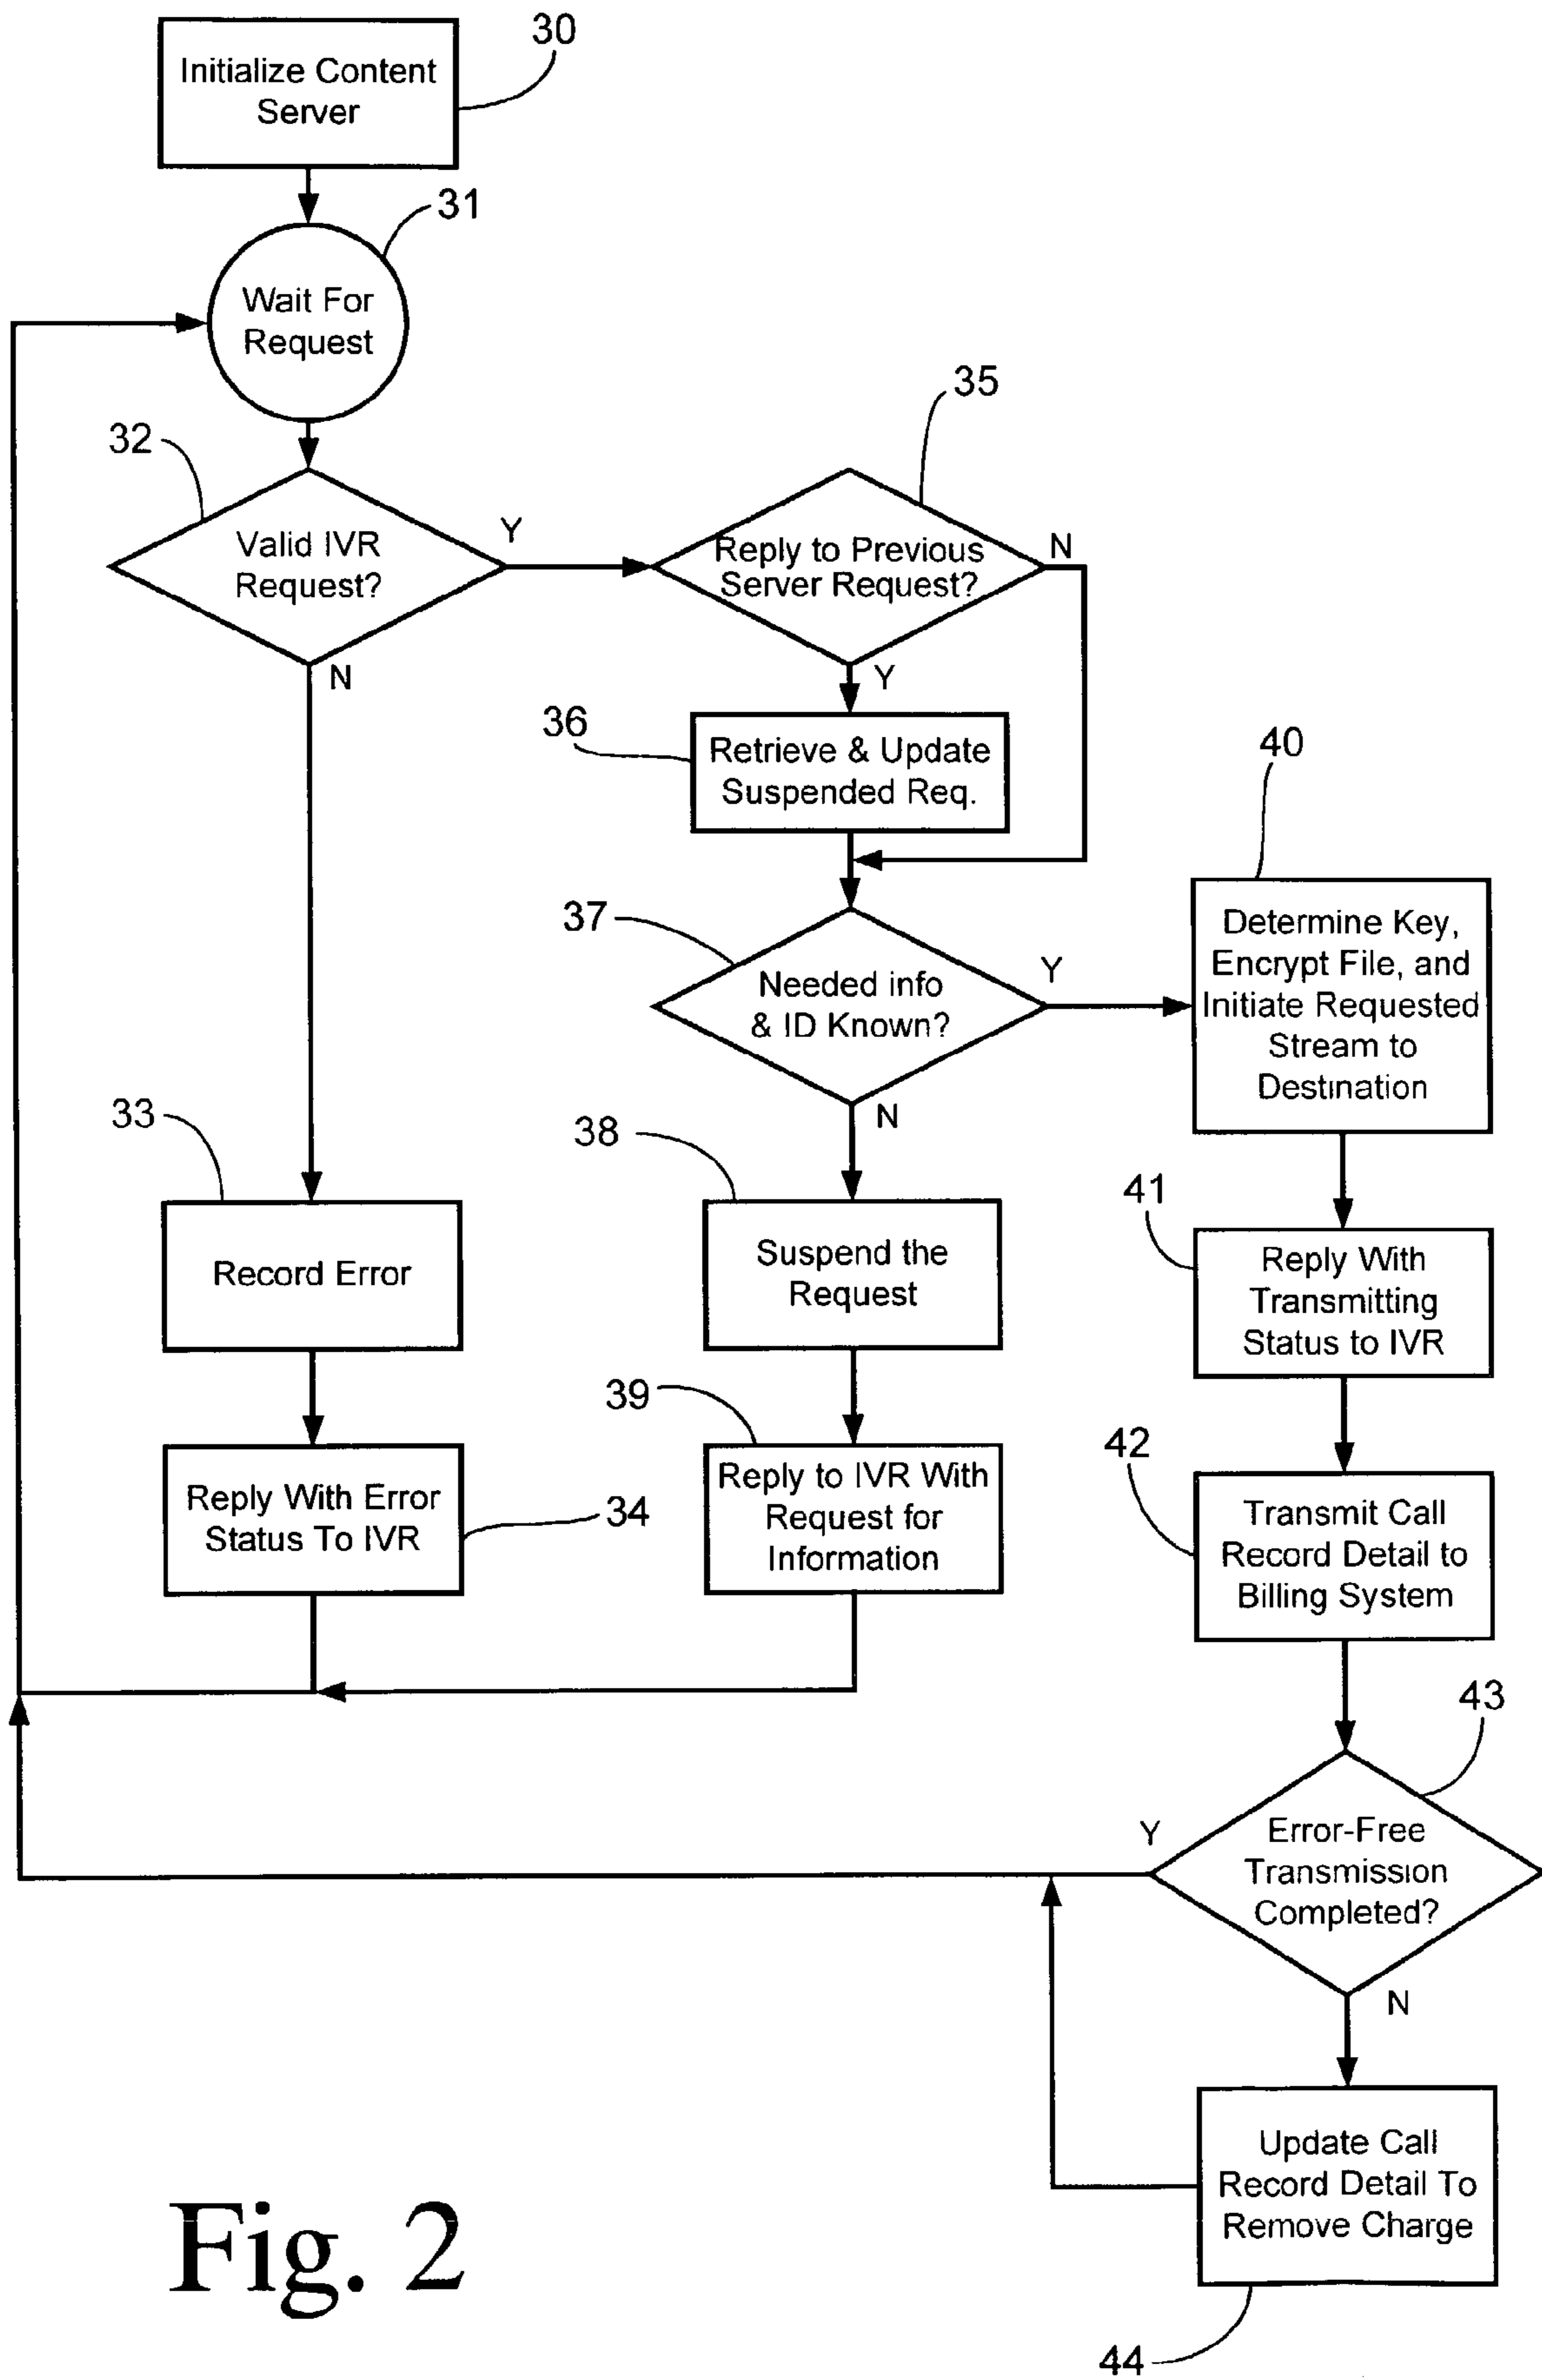 30
Initialize Content
Server
31
Wait For
Request
35
32
Valid IVR
Request?
Y
N
Reply to Previous
Server Request?
N
Y
36
Retrieve & Update
Suspended Req.
40
37
Needed info
& ID Known?
Y
N
Determine Key,
Encrypt File, and
Initiate Requested
Stream to
Destination
33
38
Record Error
Suspend the
Request
41
Reply With
Transmitting
Status to IVR
39
42
Reply With Error
Status To IVR
34
Reply to IVR With
Request for
Information
Transmit Call
Record Detail to
Billing System
43
Y
Error-Free
Transmission
Completed?
N
Update Call
Record Detail To
Remove Charge
44
Fig. 2